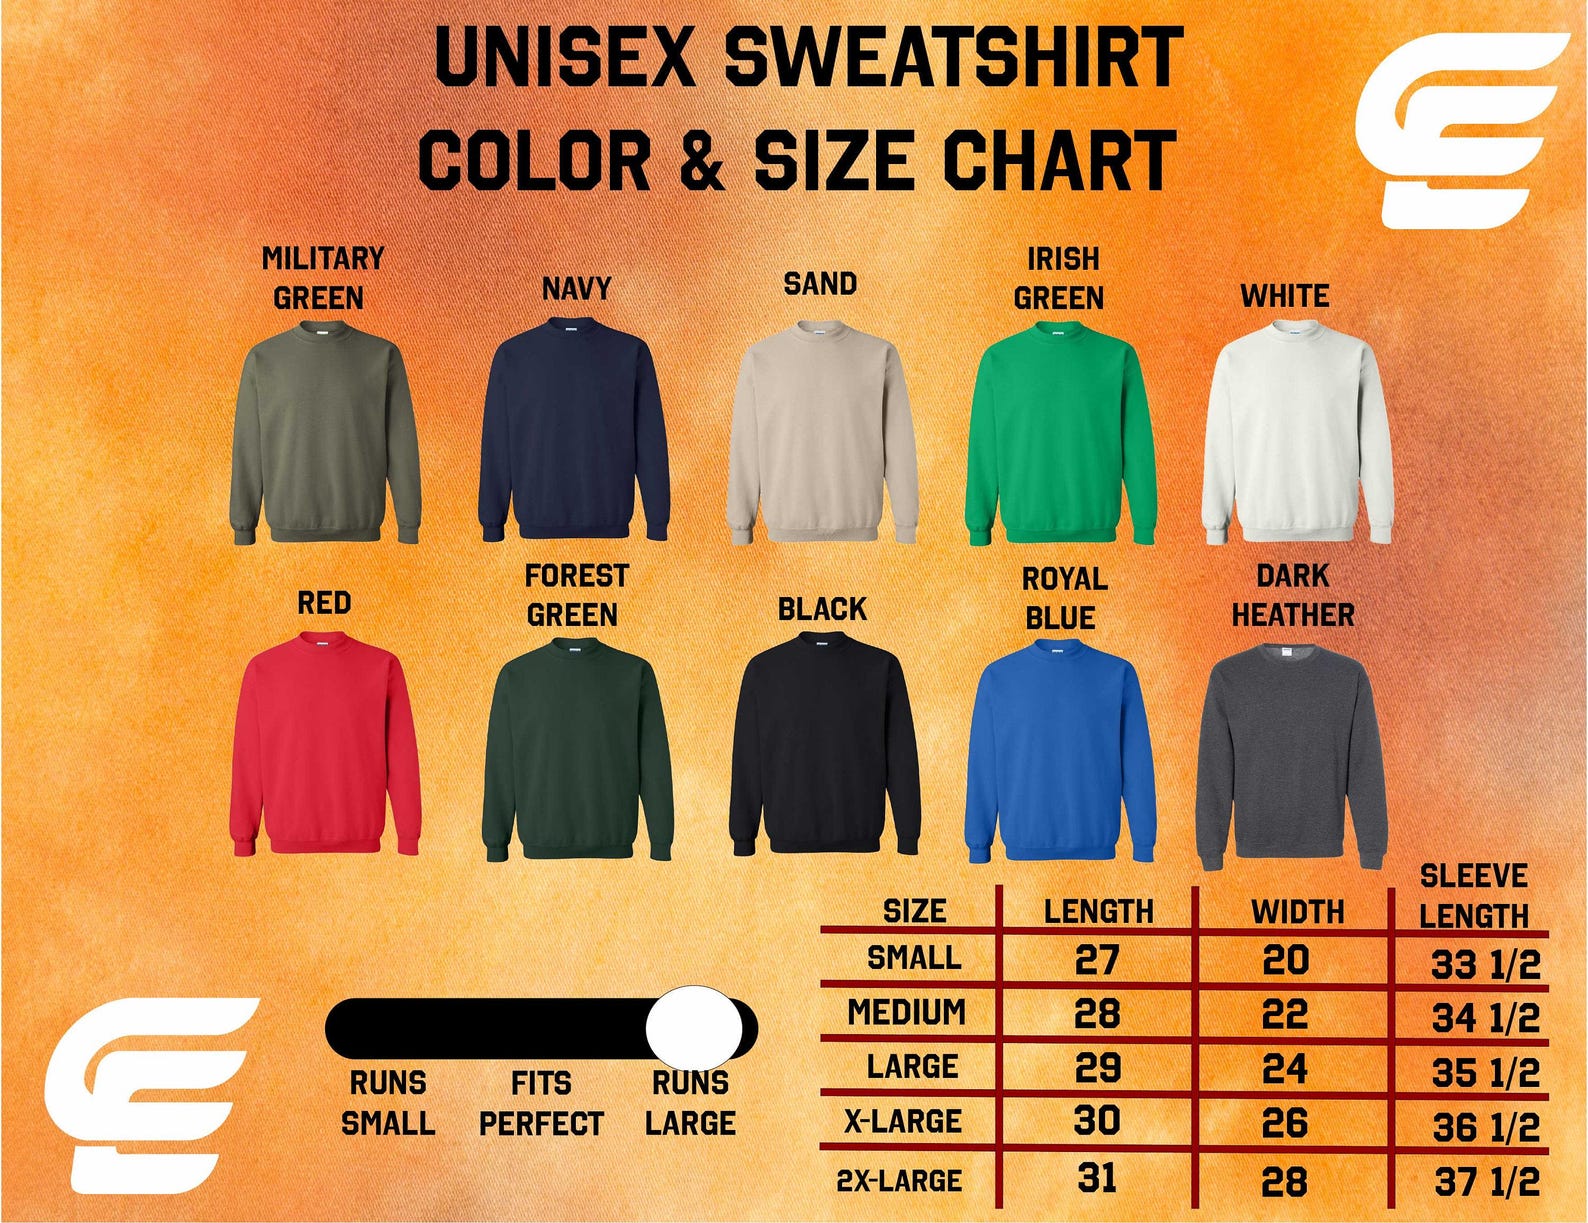 UNISEX SWEATSHIRT
COLOR & SIZE CHART
MILITARY
GREEN
NAVY
SAND
IRISH
GREEN
WHITE
RED
FOREST
GREEN
BLACK
ROYAL
BLUE
DARK
HEATHER
SIZE LENGTH WIDTH SLEEVE
LENGTH
SMALL 27 20 33 1/2
MEDIUM 28 22 34 1/2
LARGE 29 24 35 1/2
X-LARGE 30 26 36 1/2
2X-LARGE 31 28 37 1/2
RUNS
SMALL
FITS
PERFECT
RUNS
LARGE